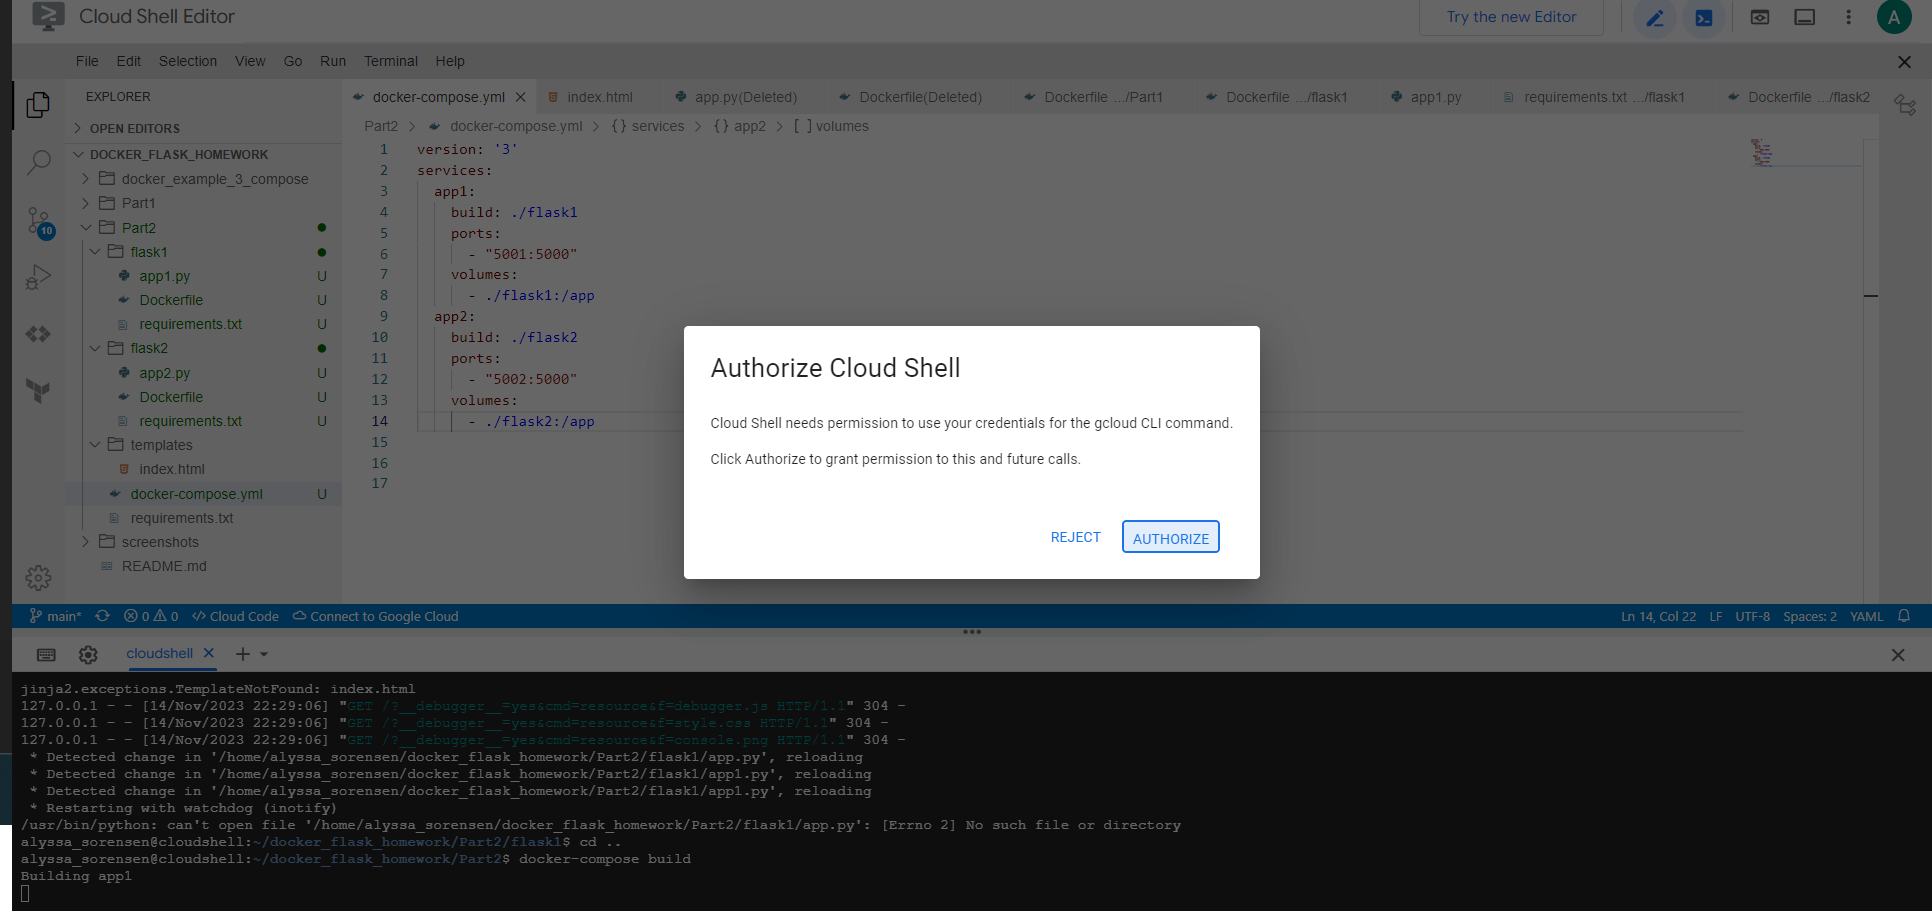 Cloud Shell Editor
Try the new Editor
A
File Edit Selection View Go Run Terminal Help
EXPLORER
OPEN EDITORS
DOCKER_FLASK_HOMEWORK
docker_example_3_compose
Part1
Part2
flask1
app1.py U
Dockerfile U
requirements.txt U
flask2
app2.py U
Dockerfile U
requirements.txt U
templates
index.html
docker-compose.yml U
requirements.txt
screenshots
README.md
10
docker-compose.yml index.html app.py(Deleted) Dockerfile(Deleted) Dockerfile .../Part1 Dockerfile .../flask1 app1.py requirements.txt .../flask1 Dockerfile .../flask2
Part2 > docker-compose.yml > {} services > {} app2 > [ ] volumes
1 version: '3'
2 services:
3 app1:
4 build: ./flask1
5 ports:
6 - "5001:5000"
7 volumes:
8 - ./flask1:/app
9 app2:
10 build: ./flask2
11 ports:
12 - "5002:5000"
13 volumes:
14 - ./flask2:/app
15
16
17
Authorize Cloud Shell
Cloud Shell needs permission to use your credentials for the gcloud CLI command.
Click Authorize to grant permission to this and future calls.
REJECT AUTHORIZE
main* 0 0 Cloud Code Connect to Google Cloud Ln 14, Col 22 LF UTF-8 Spaces: 2 YAML
cloudshell
jinja2.exceptions.TemplateNotFound: index.html
127.0.0.1 - - [14/Nov/2023 22:29:06] "GET /?__debugger__=yes&cmd=resource&f=debugger.js HTTP/1.1" 304 -
127.0.0.1 - - [14/Nov/2023 22:29:06] "GET /?__debugger__=yes&cmd=resource&f=style.css HTTP/1.1" 304 -
127.0.0.1 - - [14/Nov/2023 22:29:06] "GET /?__debugger__=yes&cmd=resource&f=console.png HTTP/1.1" 304 -
* Detected change in '/home/alyssa_sorensen/docker_flask_homework/Part2/flask1/app.py', reloading
* Detected change in '/home/alyssa_sorensen/docker_flask_homework/Part2/flask1/app1.py', reloading
* Detected change in '/home/alyssa_sorensen/docker_flask_homework/Part2/flask1/app1.py', reloading
* Restarting with watchdog (inotify)
/usr/bin/python: can't open file '/home/alyssa_sorensen/docker_flask_homework/Part2/flask1/app.py': [Errno 2] No such file or directory
alyssa_sorensen@cloudshell:~/docker_flask_homework/Part2/flask1$ cd ..
alyssa_sorensen@cloudshell:~/docker_flask_homework/Part2$ docker-compose build
Building app1